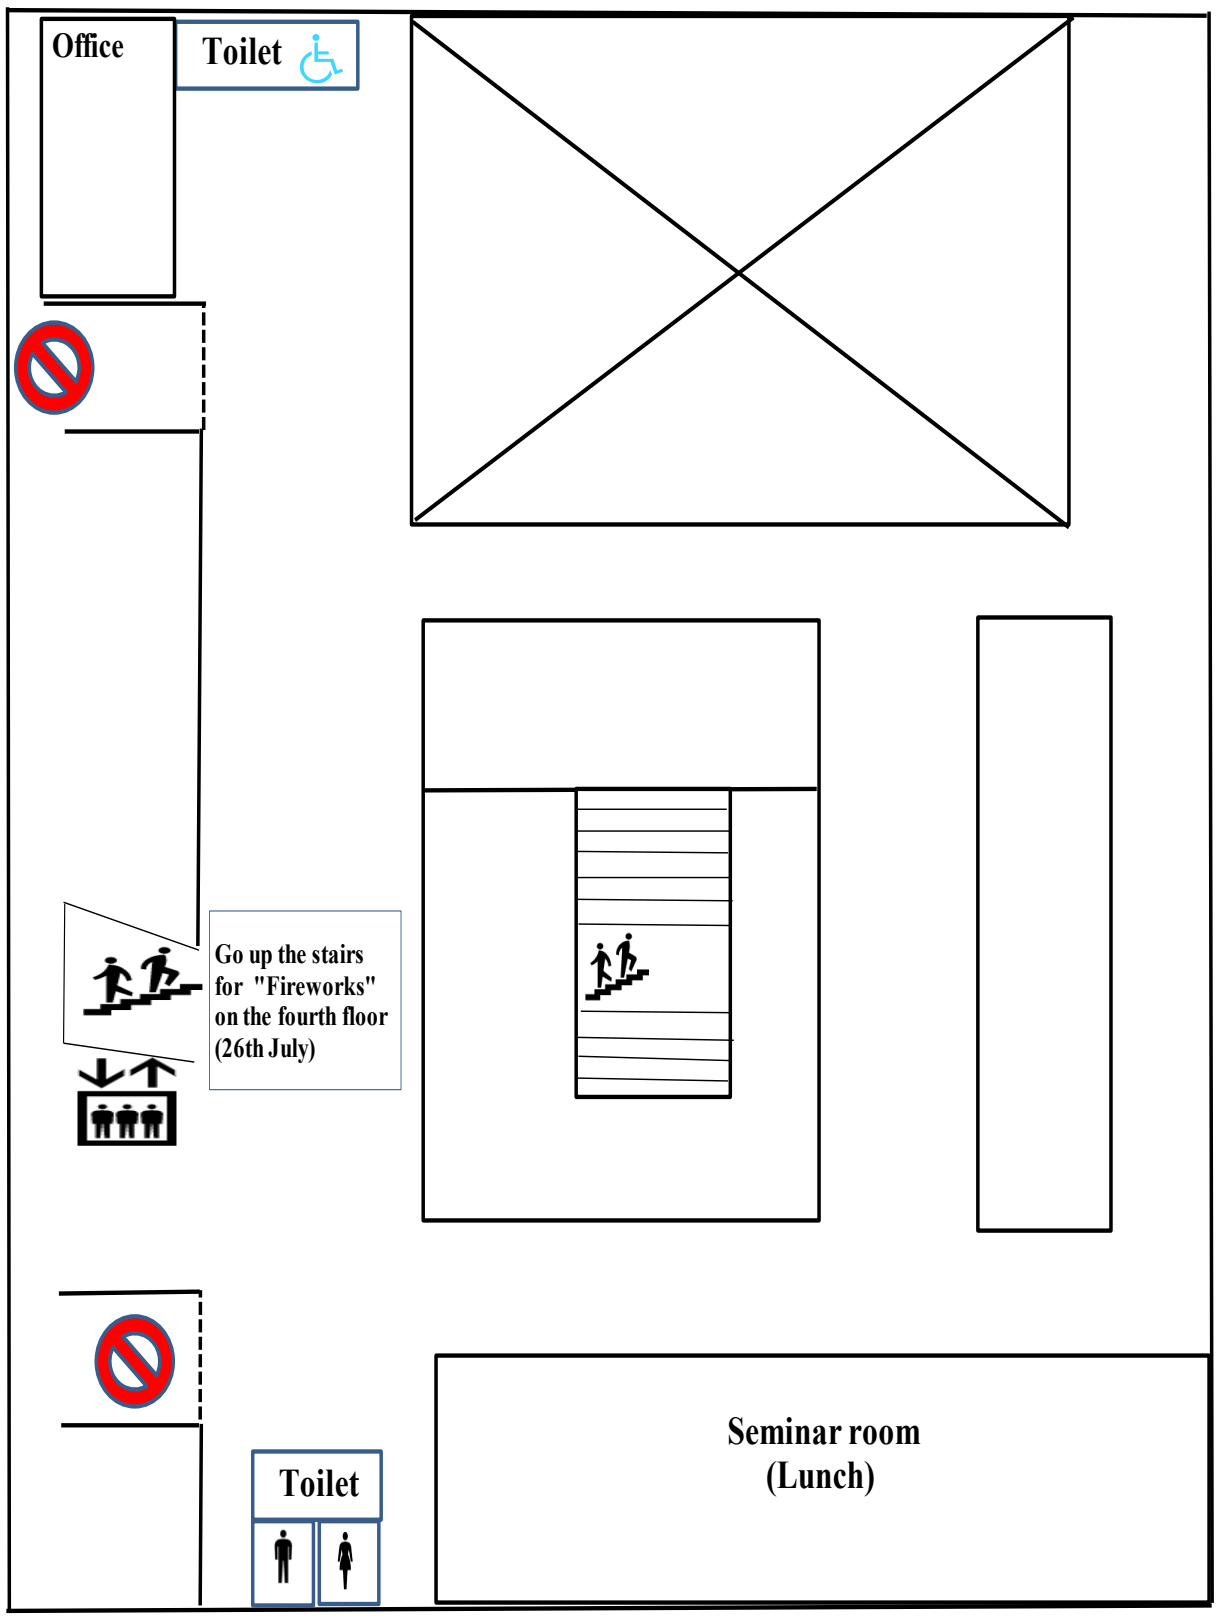 Office
Toilet
Go up the stairs
for "Fireworks"
on the fourth floor
(26th July)
Seminar room
(Lunch)
Toilet